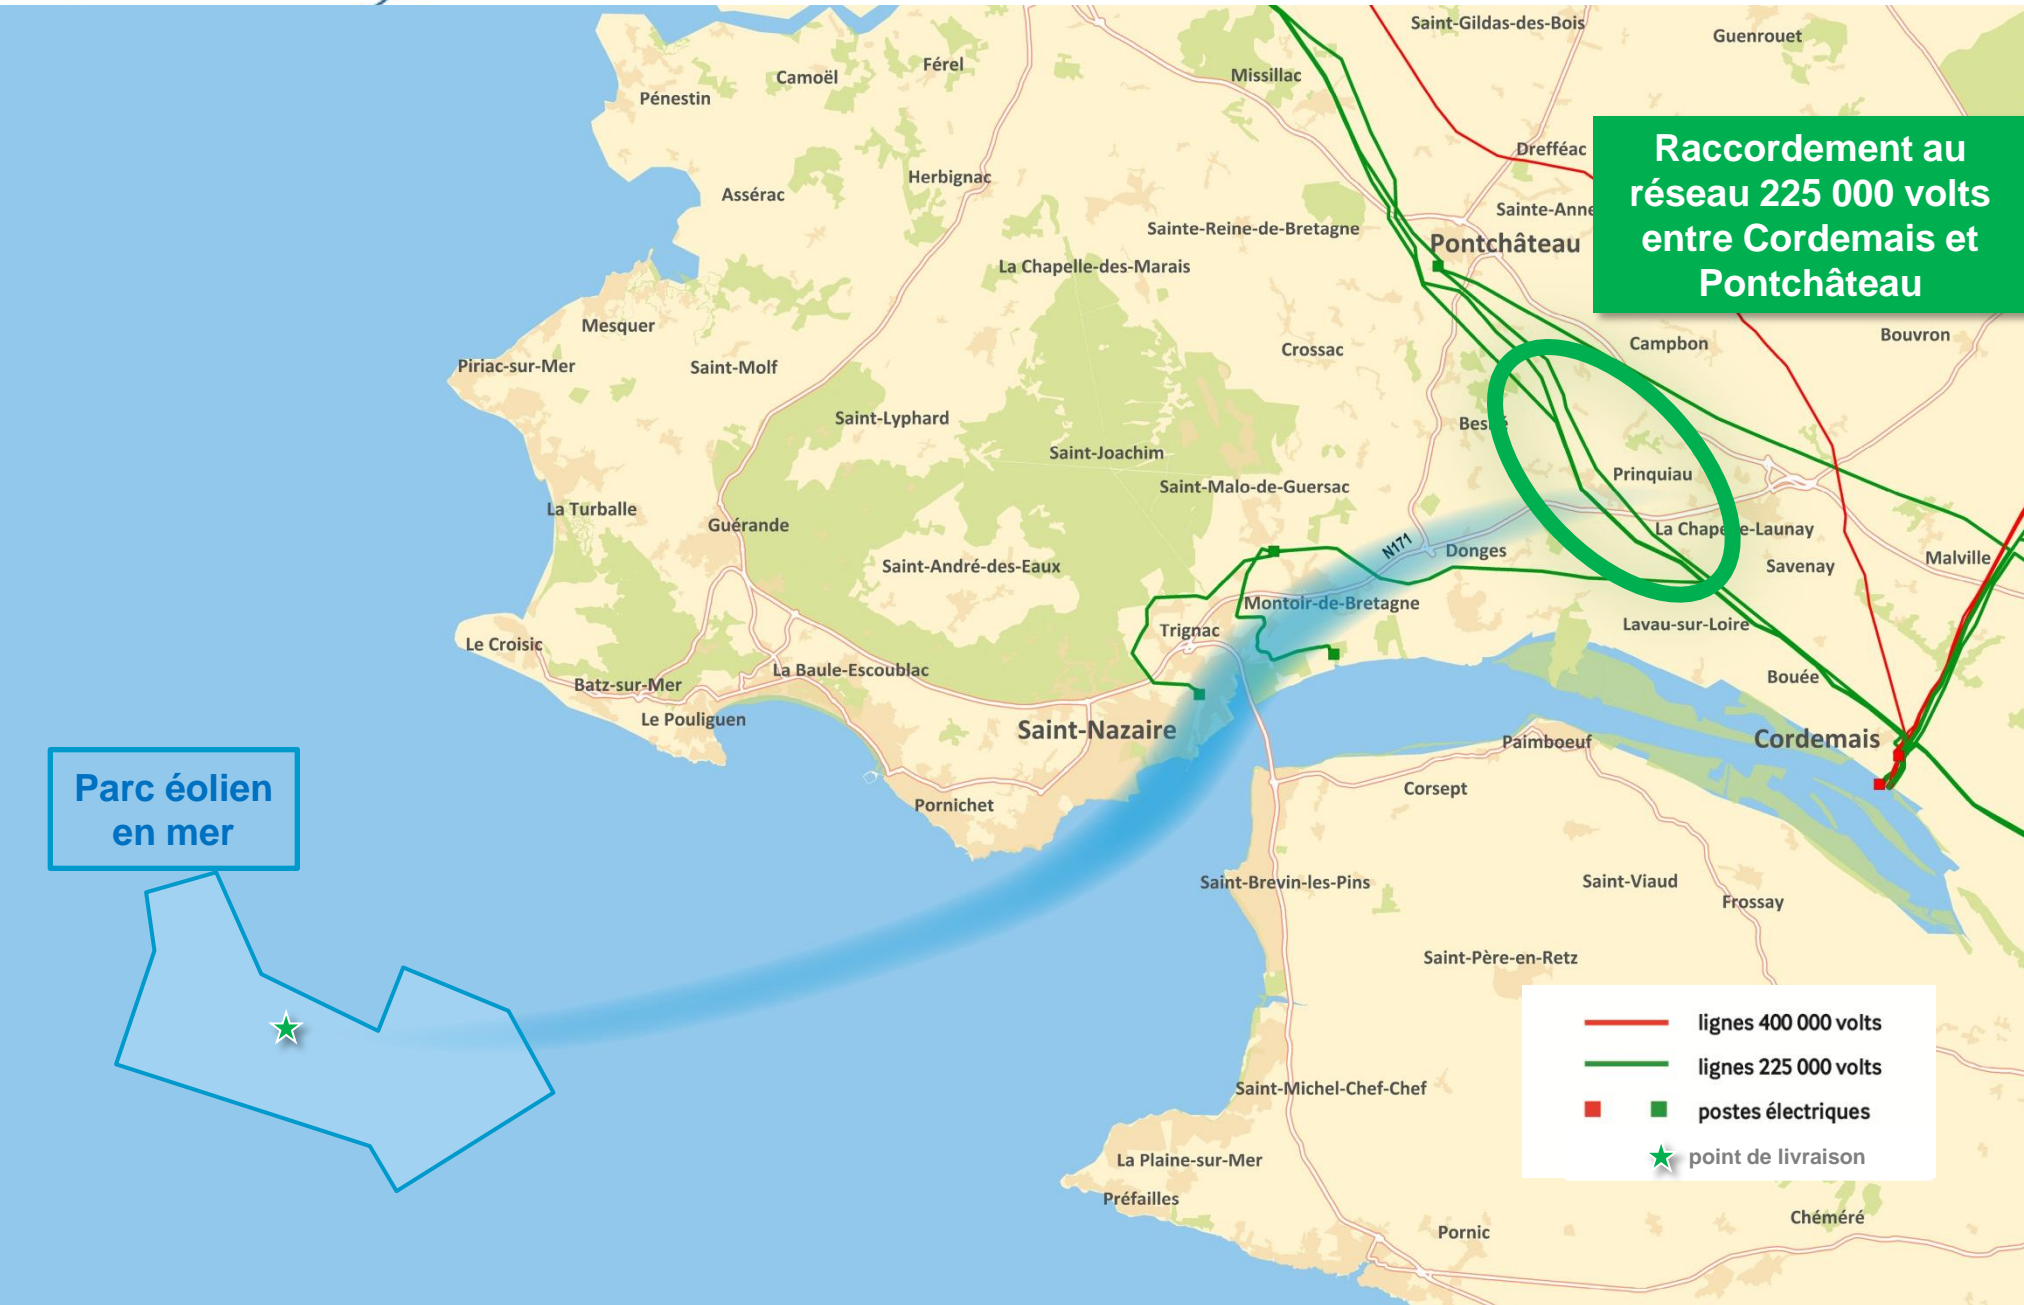 Saint-Gildas-des-Bois
Guenrouet
Férel
Camoël
Missillac
Pénestin
Drefféac
Raccordement au
réseau 225 000 volts
entre Cordemais et
Pontchâteau
Herbignac
Assérac
Sainte-Anne
Sainte-Reine-de-Bretagne
Pontchâteau
La Chapelle-des-Marais
Mesquer
Bouvron
Campbon
Crossac
Piriac-sur-Mer
Saint-Molf
Saint-Lyphard
Saint-Joachim
Prinquiau
Saint-Malo-de-Guersac
La Turballe
Guérande
La Chapelle-Launay
N171
Donges
Malville
Saint-André-des-Eaux
Savenay
Montoir-de-Bretagne
Trignac
Lavau-sur-Loire
Le Croisic
La Baule-Escoublac
Bouée
Batz-sur-Mer
Le Pouliguen
Saint-Nazaire
Paimboeuf
Cordemais
Parc éolien
en mer
Corsept
Pornichet
Saint-Brevin-les-Pins
Saint-Viaud
Frossay
Saint-Père-en-Retz
lignes 400 000 volts
lignes 225 000 volts
Saint-Michel-Chef-Chef
postes électriques
point de livraison
La Plaine-sur-Mer
Préfailles
Chéméré
Pornic